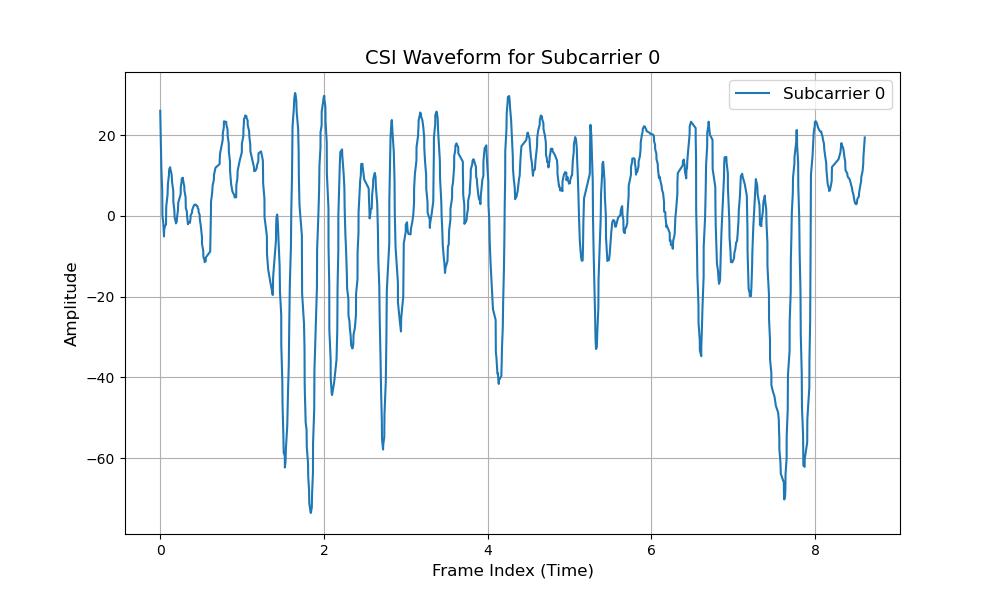 CSI Waveform for Subcarrier 0
Subcarrier 0
20
0
−20
−40
−60
Amplitude
0 2 4 6 8
Frame Index (Time)